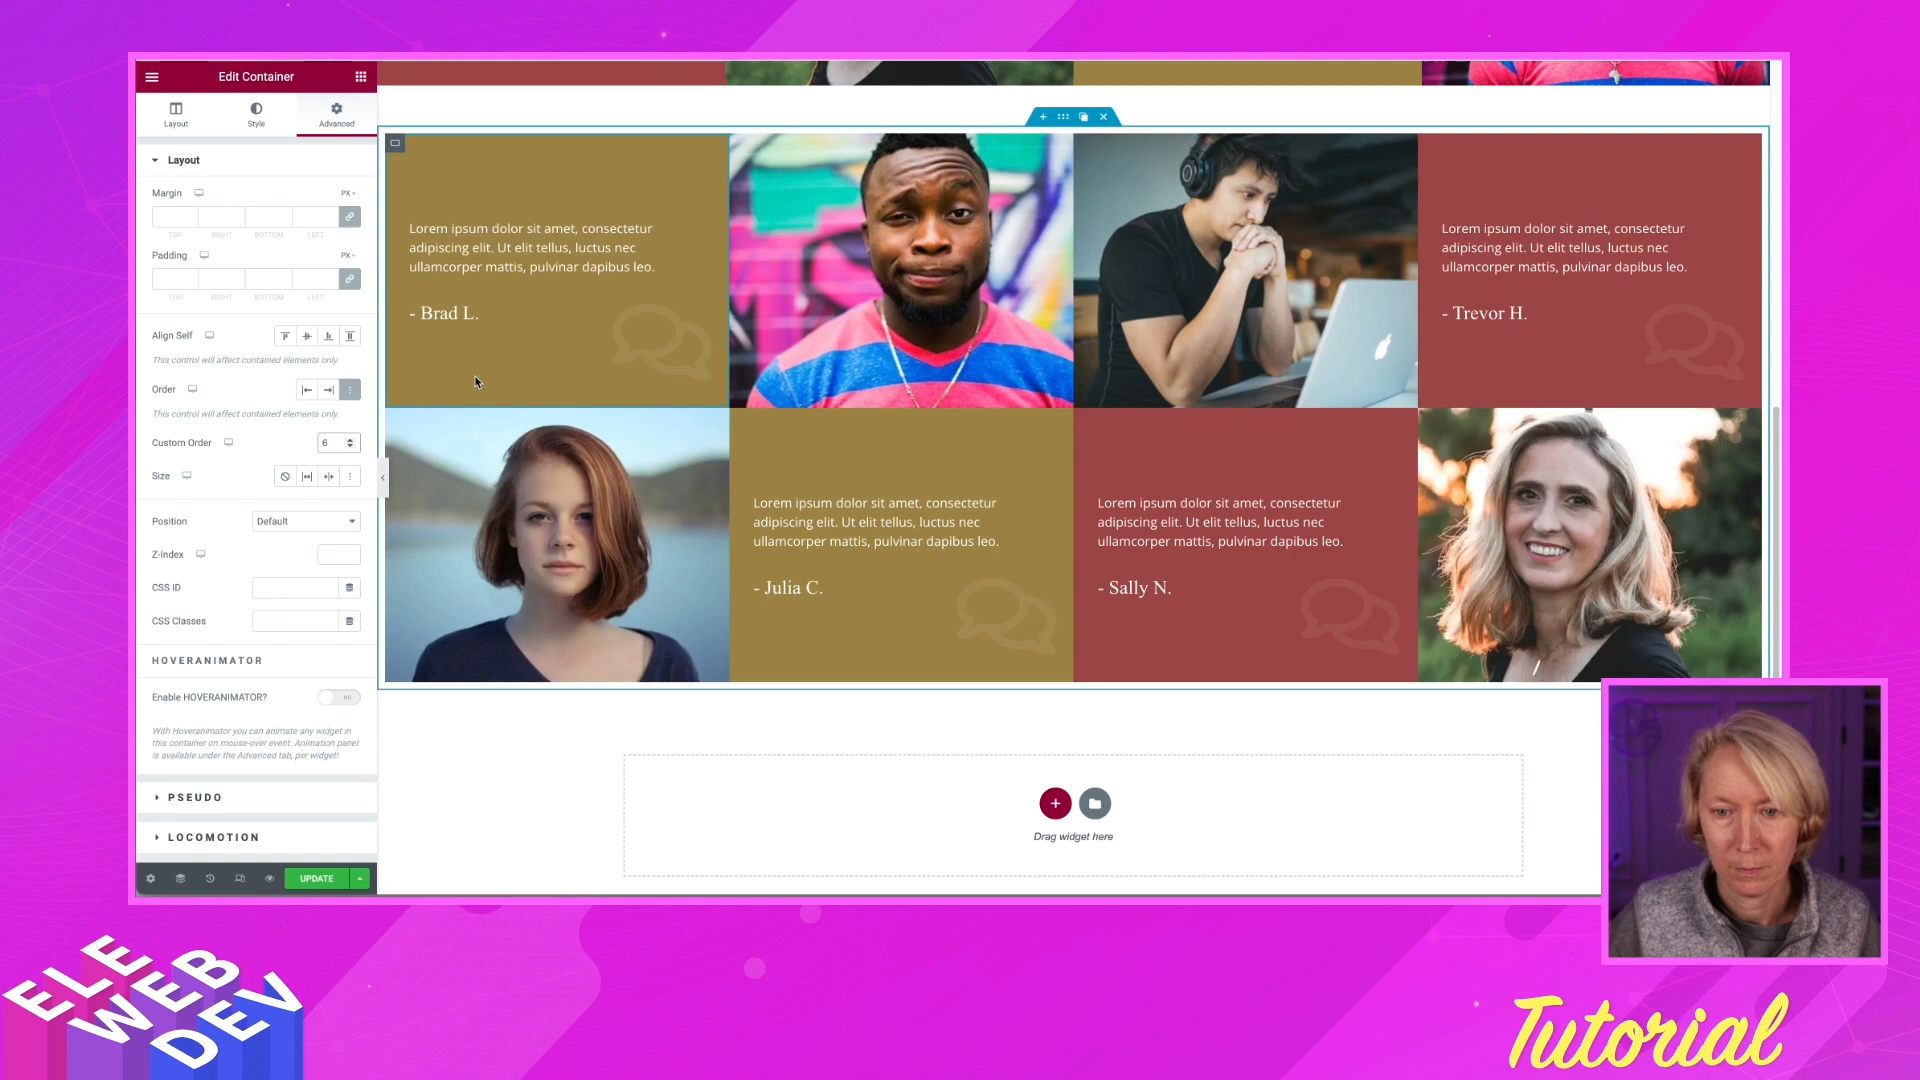 Edit Container
Layout
Style
Advanced
Layout
Margin
PX
TOP RIGHT BOTTOM LEFT
Padding
PX
TOP RIGHT BOTTOM LEFT
Align Self
This control will affect contained elements only.
Order
This control will affect contained elements only.
Custom Order
6
Size
Position
Default
Z-Index
CSS ID
CSS Classes
HOVERANIMATOR
Enable HOVERANIMATOR?
NO
With Hoveranimator you can animate any widget in
this container on mouse-over event. Animation panel
is available under the Advanced tab, per widget!
PSEUDO
LOCOMOTION
UPDATE
Lorem ipsum dolor sit amet, consectetur
adipiscing elit. Ut elit tellus, luctus nec
ullamcorper mattis, pulvinar dapibus leo.
- Brad L.
Lorem ipsum dolor sit amet, consectetur
adipiscing elit. Ut elit tellus, luctus nec
ullamcorper mattis, pulvinar dapibus leo.
- Trevor H.
Lorem ipsum dolor sit amet, consectetur
adipiscing elit. Ut elit tellus, luctus nec
ullamcorper mattis, pulvinar dapibus leo.
- Julia C.
Lorem ipsum dolor sit amet, consectetur
adipiscing elit. Ut elit tellus, luctus nec
ullamcorper mattis, pulvinar dapibus leo.
- Sally N.
Drag widget here
ELE
WEB
DEV
Tutorial